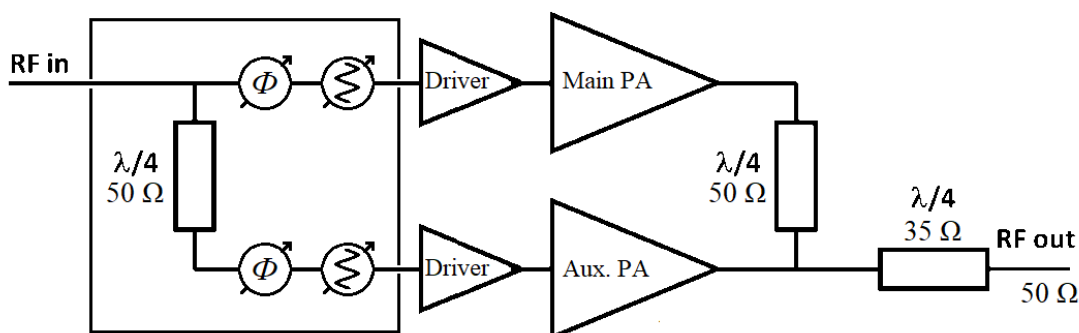 RF in
Φ
Driver
Main PA
λ/4
50 Ω
λ/4
50 Ω
λ/4
35 Ω
RF out
50 Ω
Φ
Driver
Aux. PA